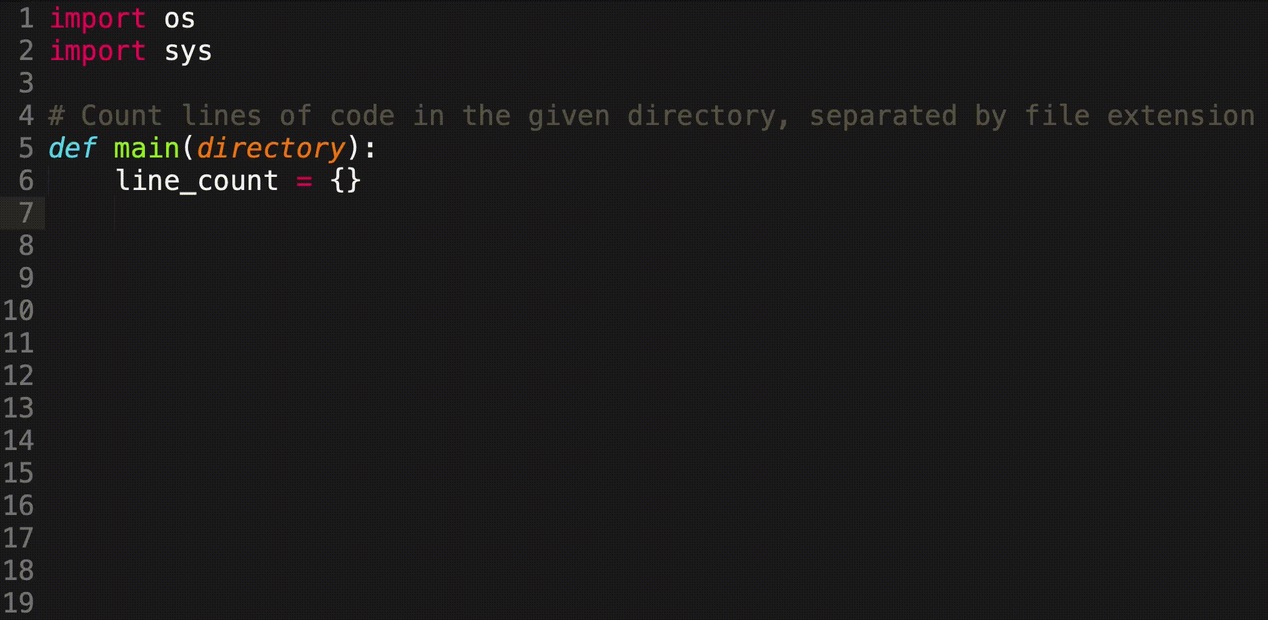 1 import os
2 import sys
3
4 # Count lines of code in the given directory, separated by file extension
5 def main(directory):
6     line_count = {}
7
8
9
10
11
12
13
14
15
16
17
18
19